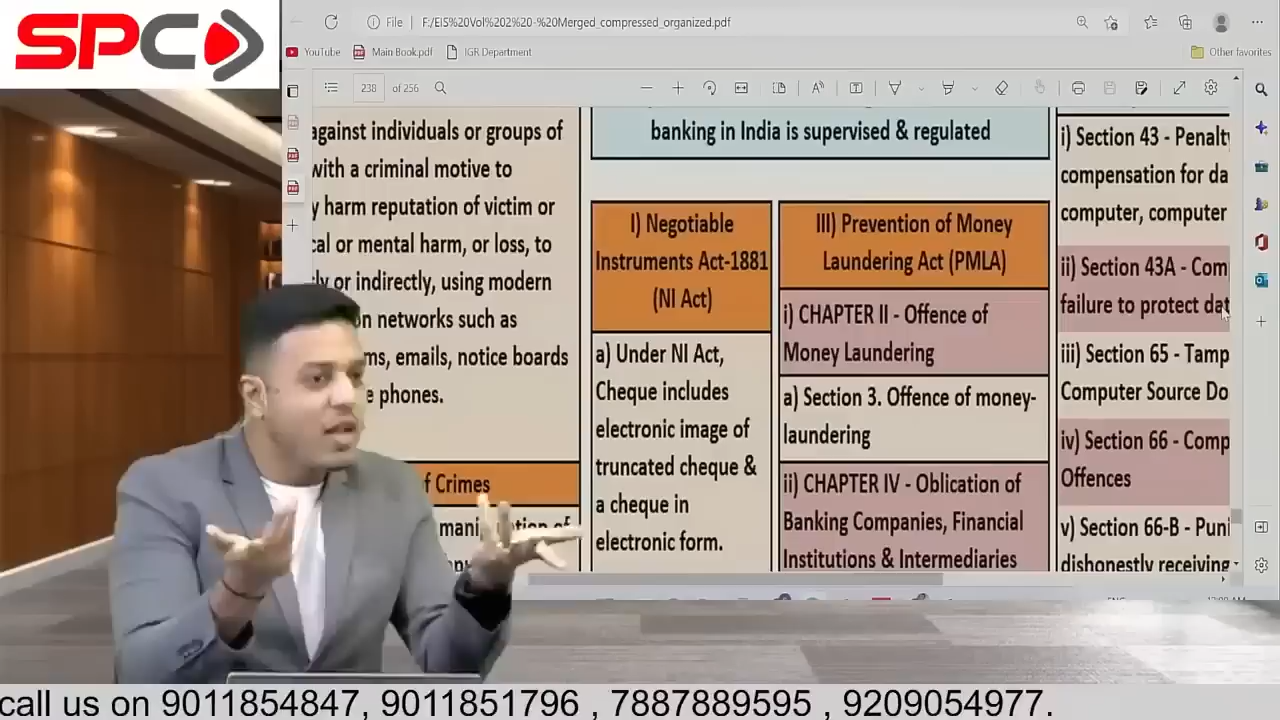 SPC
File
F:/EIS%20Vol%202%20-%20Merged_compressed_organized.pdf
YouTube
Main Book.pdf
IGR Department
Other favorites
238
of 256
against individuals or groups of
with a criminal motive to
y harm reputation of victim or
cal or mental harm, or loss, to
ly or indirectly, using modern
on networks such as
ms, emails, notice boards
e phones.
f Crimes
banking in India is supervised & regulated
I) Negotiable
Instruments Act-1881
(NI Act)
a) Under NI Act,
Cheque includes
electronic image of
truncated cheque &
a cheque in
electronic form.
III) Prevention of Money
Laundering Act (PMLA)
i) CHAPTER II - Offence of
Money Laundering
a) Section 3. Offence of money-
laundering
ii) CHAPTER IV - Oblication of
Banking Companies, Financial
Institutions & Intermediaries
i) Section 43 - Penalty
compensation for da
computer, computer
ii) Section 43A - Com
failure to protect dat
iii) Section 65 - Tamp
Computer Source Do
iv) Section 66 - Comp
Offences
v) Section 66-B - Puni
dishonestly receiving
call us on 9011854847, 9011851796 , 7887889595 , 9209054977.